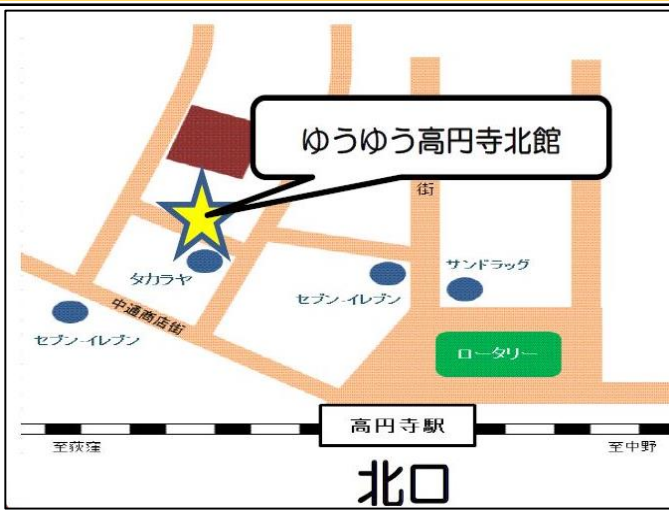 ゆうゆう高円寺北館
街
サンドラッグ
タカラヤ
セブン-イレブン
中通商店街
セブン-イレブン
ロータリー
高円寺駅
至荻窪
至中野
北口